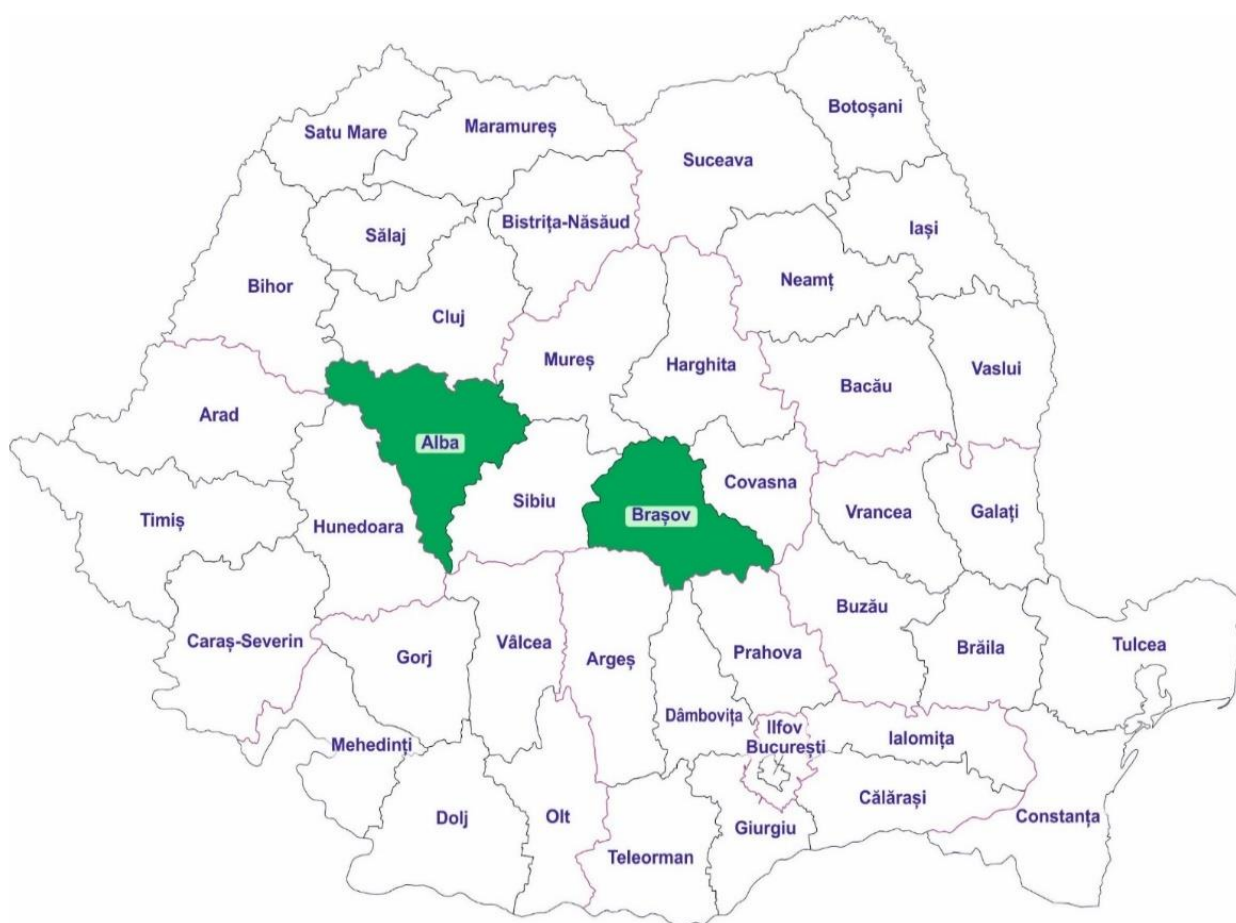 Botoșani
Satu Mare
Maramureș
Suceava
Bistrița-Năsăud
Iași
Sălaj
Neamț
Bihor
Cluj
Mureș
Harghita
Vaslui
Bacău
Arad
Alba
Covasna
Sibiu
Brașov
Vrancea
Galați
Timiș
Hunedoara
Buzău
Caraș-Severin
Vâlcea
Gorj
Argeș
Prahova
Brăila
Tulcea
Dâmbovița
Ilfov
București
Ialomița
Mehedinți
Călărași
Dolj
Olt
Giurgiu
Constanța
Teleorman